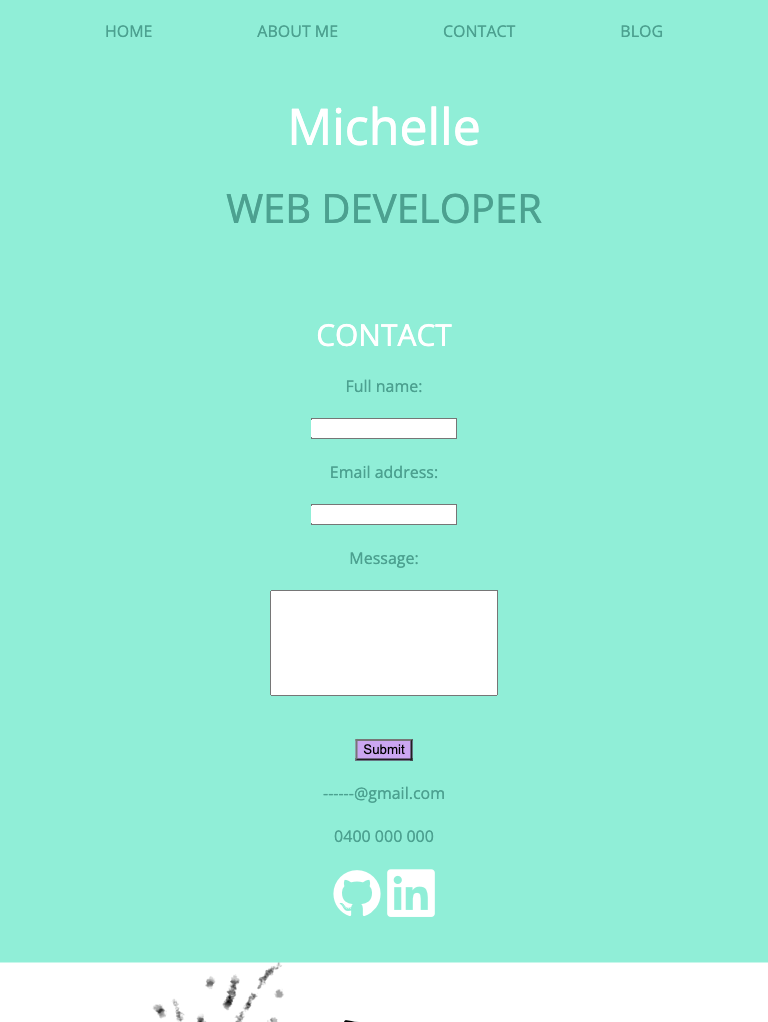 HOME ABOUT ME CONTACT BLOG
Michelle
WEB DEVELOPER
CONTACT
Full name:
Email address:
Message:
Submit
------@gmail.com
0400 000 000
in